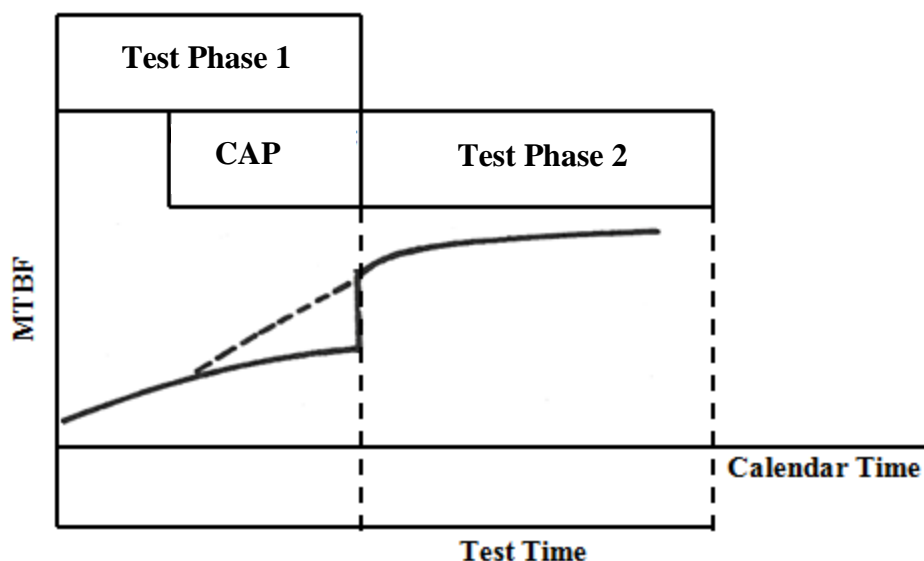 Test Phase 1
CAP
Test Phase 2
MTBF
Calendar Time
Test Time